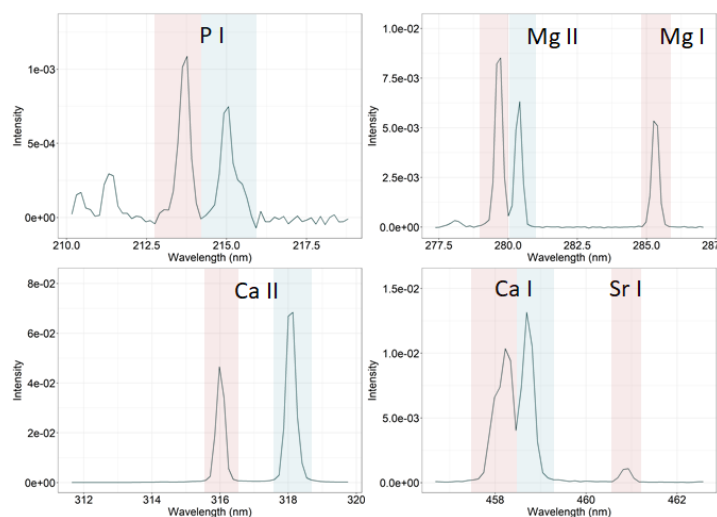 P I
1e-03
5e-04
0e+00
Intensity
210.0 212.5 215.0 217.5
Wavelength (nm)
Mg II Mg I
1.0e-02
7.5e-03
5.0e-03
2.5e-03
0.0e+00
Intensity
277.5 280.0 282.5 285.0 287
Wavelength (nm)
Ca II
8e-02
6e-02
4e-02
2e-02
0e+00
Intensity
312 314 316 318 320
Wavelength (nm)
Ca I Sr I
1.5e-02
1.0e-02
5.0e-03
0.0e+00
Intensity
458 460 462
Wavelength (nm)